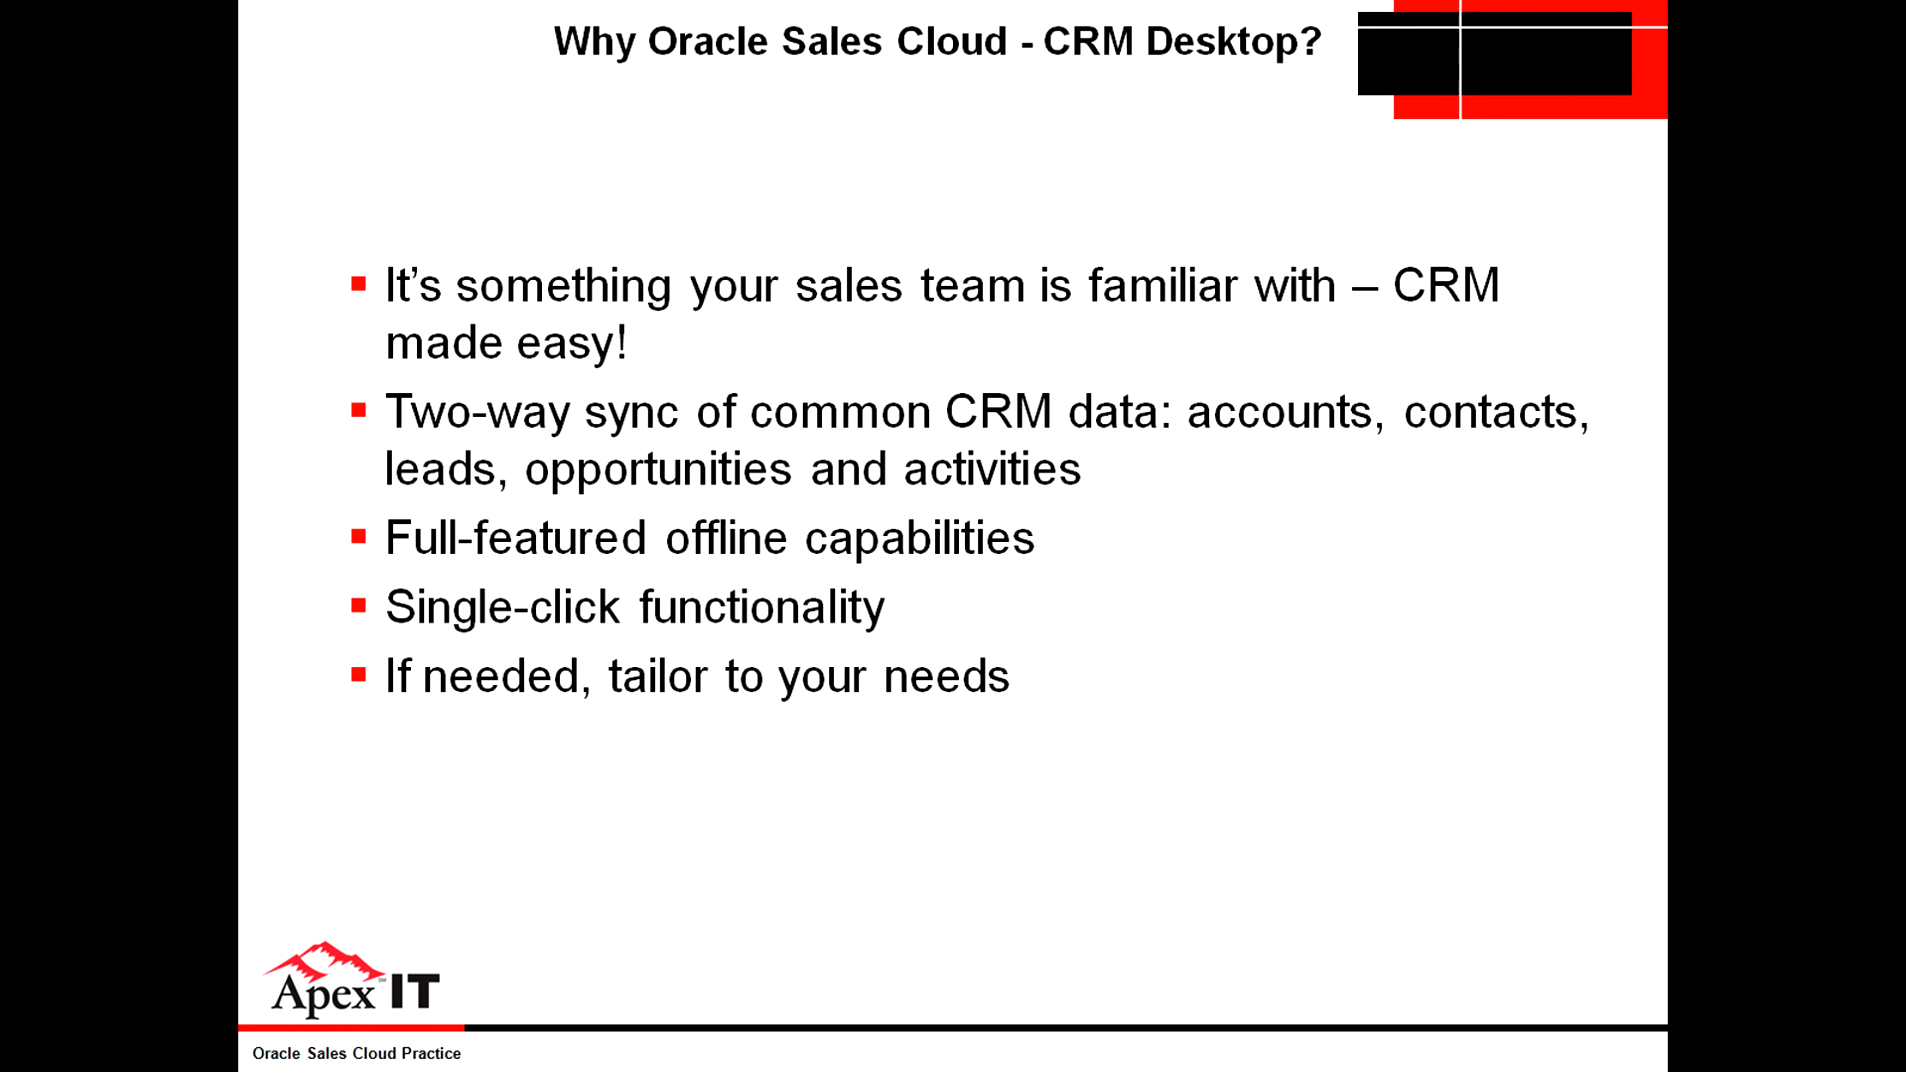 Why Oracle Sales Cloud - CRM Desktop?
▪ It’s something your sales team is familiar with – CRM
made easy!
▪ Two-way sync of common CRM data: accounts, contacts,
leads, opportunities and activities
▪ Full-featured offline capabilities
▪ Single-click functionality
▪ If needed, tailor to your needs
Apex℠ IT
Oracle Sales Cloud Practice